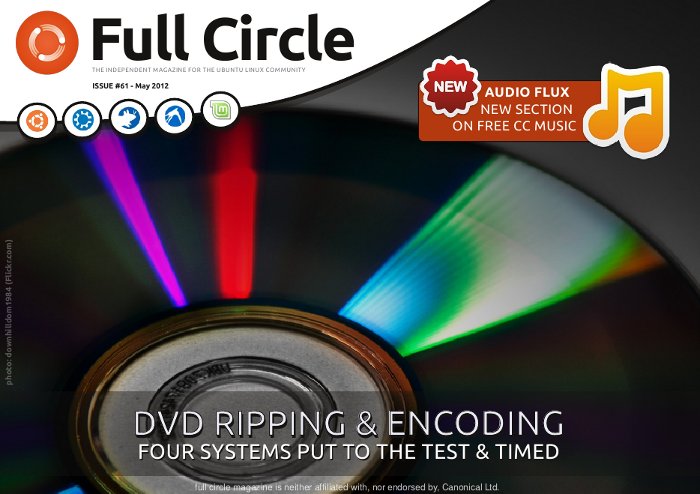 Full Circle
THE INDEPENDENT MAGAZINE FOR THE UBUNTU LINUX COMMUNITY
ISSUE #61 - May 2012
NEW
AUDIO FLUX
NEW SECTION
ON FREE CC MUSIC
photo: downhilldom1984 (Flickr.com)
DVD RIPPING & ENCODING
FOUR SYSTEMS PUT TO THE TEST & TIMED
full circle magazine is neither affiliated with, nor endorsed by, Canonical Ltd.